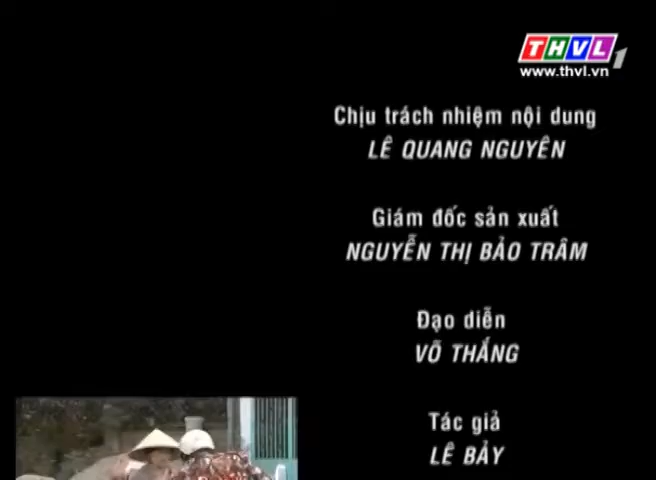 THVL1
www.thvl.vn
Chịu trách nhiệm nội dung
LÊ QUANG NGUYÊN
Giám đốc sản xuất
NGUYỄN THỊ BẢO TRÂM
Đạo diễn
VÕ THẮNG
Tác giả
LÊ BẢY